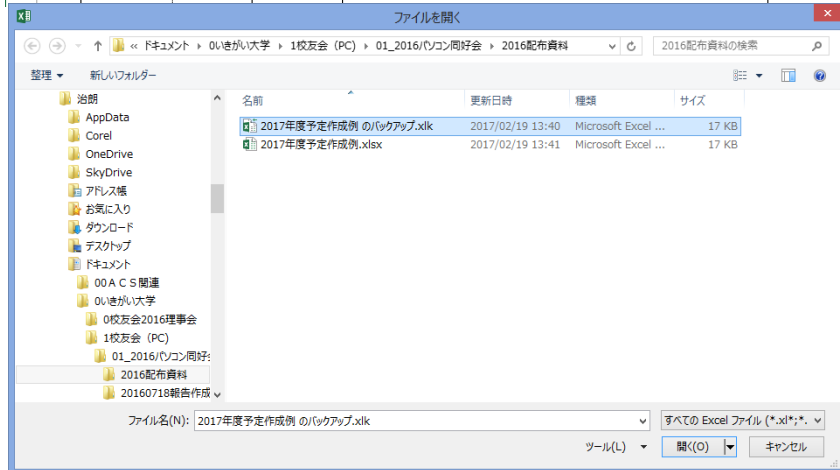 ファイルを開く
« ドキュメント ▸ 0いきがい大学 ▸ 1校友会（PC） ▸ 01_2016パソコン同好会 ▸ 2016配布資料
2016配布資料の検索
整理 新しいフォルダー
名前 更新日時 種類 サイズ
2017年度予定作成例 のバックアップ.xlk 2017/02/19 13:40 Microsoft Excel ... 17 KB
2017年度予定作成例.xlsx 2017/02/19 13:41 Microsoft Excel ... 17 KB
治朗
AppData
Corel
OneDrive
SkyDrive
アドレス帳
お気に入り
ダウンロード
デスクトップ
ドキュメント
00ＡＣＳ関連
0いきがい大学
0校友会2016理事会
1校友会（PC)
01_2016パソコン同好
2016配布資料
20160718報告作成
ファイル名(N): 2017年度予定作成例 のバックアップ.xlk
すべての Excel ファイル (*.xl*;*.
ツール(L) 開く(O) キャンセル